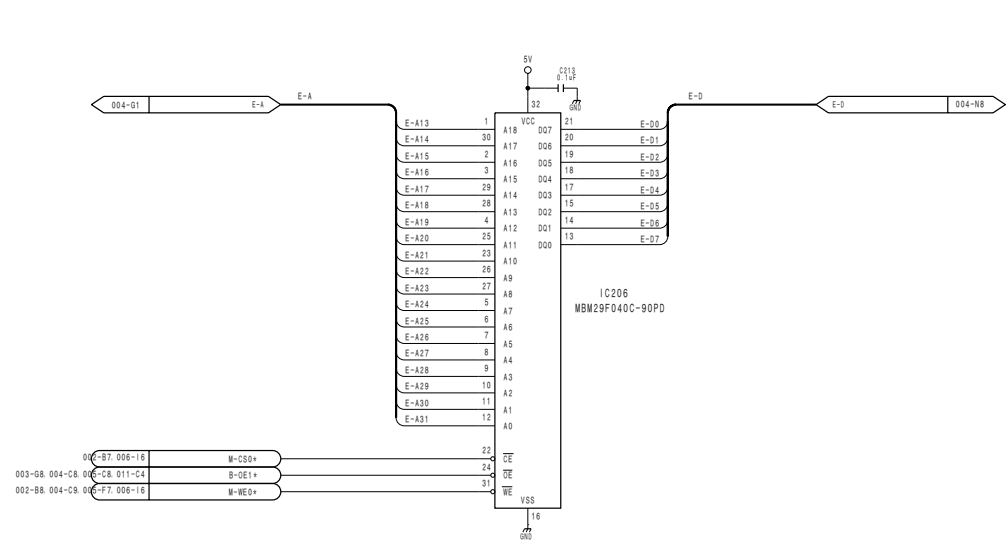 5V
C213
0.1uF
GND
32
004-G1 E-A
E-A
E-D
E-D 004-N8
VCC
E-A13 1 A18 DQ7 21 E-D0
E-A14 30 A17 DQ6 20 E-D1
E-A15 2 A16 DQ5 19 E-D2
E-A16 3 A15 DQ4 18 E-D3
E-A17 29 A14 DQ3 17 E-D4
E-A18 28 A13 DQ2 15 E-D5
E-A19 4 A12 DQ1 14 E-D6
E-A20 25 A11 DQ0 13 E-D7
E-A21 23 A10
E-A22 26 A9
E-A23 27 A8
E-A24 5 A7
E-A25 6 A6
E-A26 7 A5
E-A27 8 A4
E-A28 9 A3
E-A29 10 A2
E-A30 11 A1
E-A31 12 A0
IC206
MBM29F040C-90PD
002-B7.006-I6 M-CS0* 22 CE
003-G8.004-C8.005-C8.011-C4 B-OE1* 24 OE
002-B8.004-C9.005-F7.006-I6 M-WE0* 31 WE
VSS
16
GND